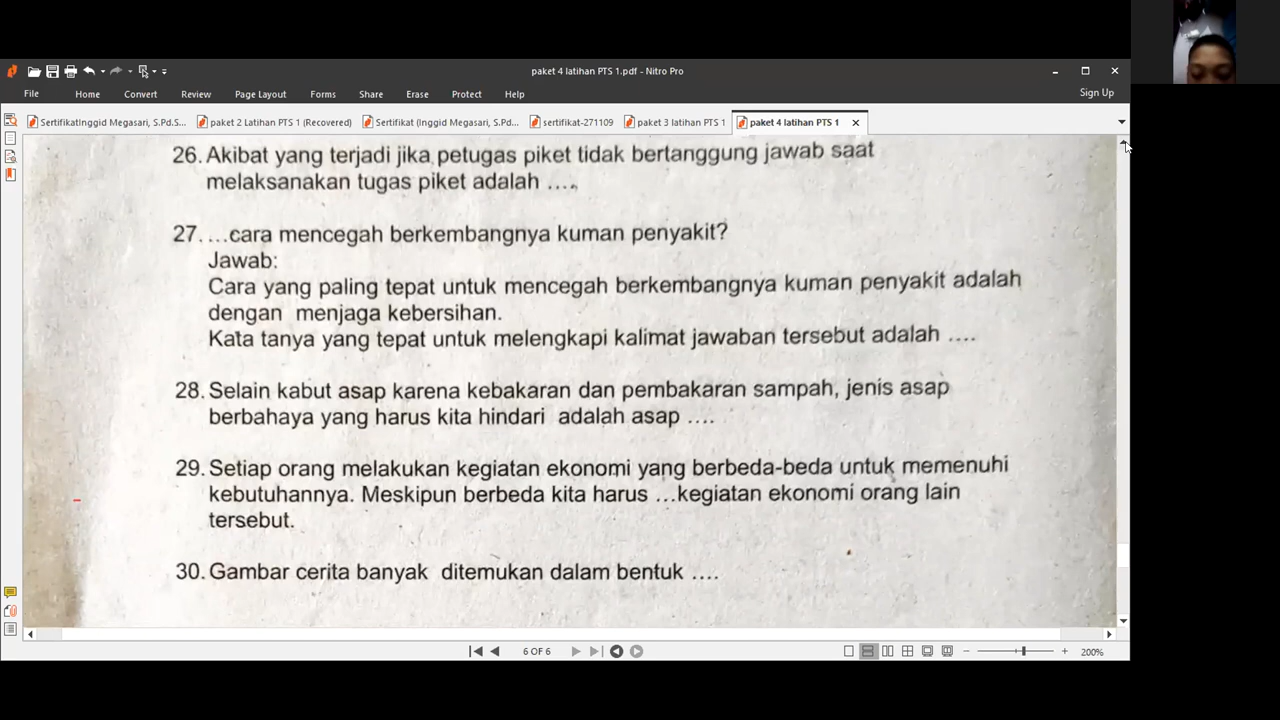 paket 4 latihan PTS 1.pdf - Nitro Pro
File Home Convert Review Page Layout Forms Share Erase Protect Help Sign Up
SertifikatInggid Megasari, S.Pd.S... paket 2 Latihan PTS 1 (Recovered) Sertifikat (Inggid Megasari, S.Pd... sertifikat-271109 paket 3 latihan PTS 1 paket 4 latihan PTS 1
26. Akibat yang terjadi jika petugas piket tidak bertanggung jawab saat
melaksanakan tugas piket adalah ….
27. …cara mencegah berkembangnya kuman penyakit?
Jawab:
Cara yang paling tepat untuk mencegah berkembangnya kuman penyakit adalah
dengan menjaga kebersihan.
Kata tanya yang tepat untuk melengkapi kalimat jawaban tersebut adalah ….
28. Selain kabut asap karena kebakaran dan pembakaran sampah, jenis asap
berbahaya yang harus kita hindari adalah asap ….
29. Setiap orang melakukan kegiatan ekonomi yang berbeda-beda untuk memenuhi
kebutuhannya. Meskipun berbeda kita harus …kegiatan ekonomi orang lain
tersebut.
30. Gambar cerita banyak ditemukan dalam bentuk ….
6 OF 6 200%